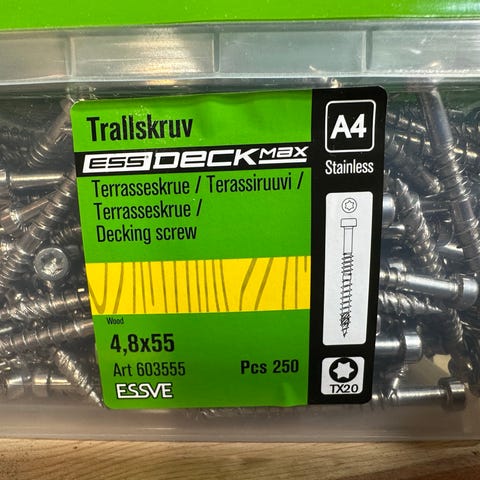 Trallskruv
ESSDECK MAX
Terrasseskrue / Terassiruuvi /
Terrasseskrue /
Decking screw
Wood
4,8x55
Art 603555
Pcs 250
ESSVE
A4
Stainless
TX20